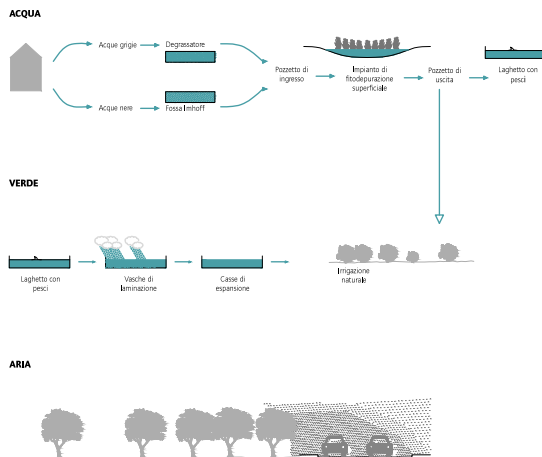 ACQUA
Acque grigie
Degrassatore
Acque nere
Fossa Imhoff
Pozzetto di
ingresso
Impianto di
fitodepurazione
superficiale
Pozzetto di
uscita
Laghetto con
pesci
VERDE
Laghetto con
pesci
Vasche di
laminazione
Casse di
espansione
Irrigazione
naturale
ARIA